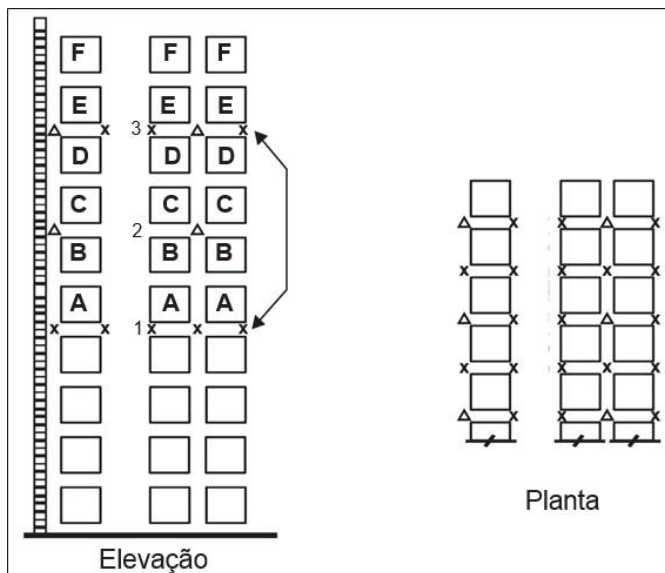 F F F
E E E
3
D D D
C C C
2
B B B
A A A
1
Elevação
Planta